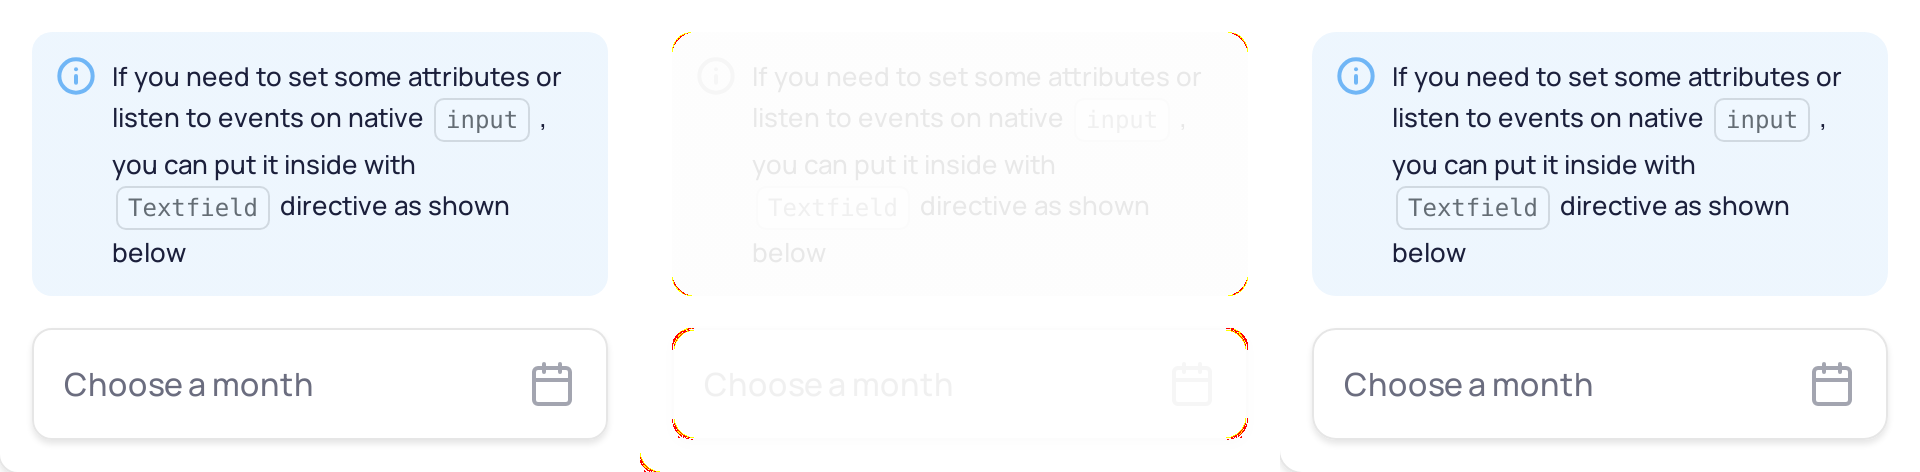 If you need to set some attributes or
listen to events on native input ,
you can put it inside with
Textfield directive as shown
below
Choose a month
If you need to set some attributes or
listen to events on native input ,
you can put it inside with
Textfield directive as shown
below
Choose a month
If you need to set some attributes or
listen to events on native input ,
you can put it inside with
Textfield directive as shown
below
Choose a month